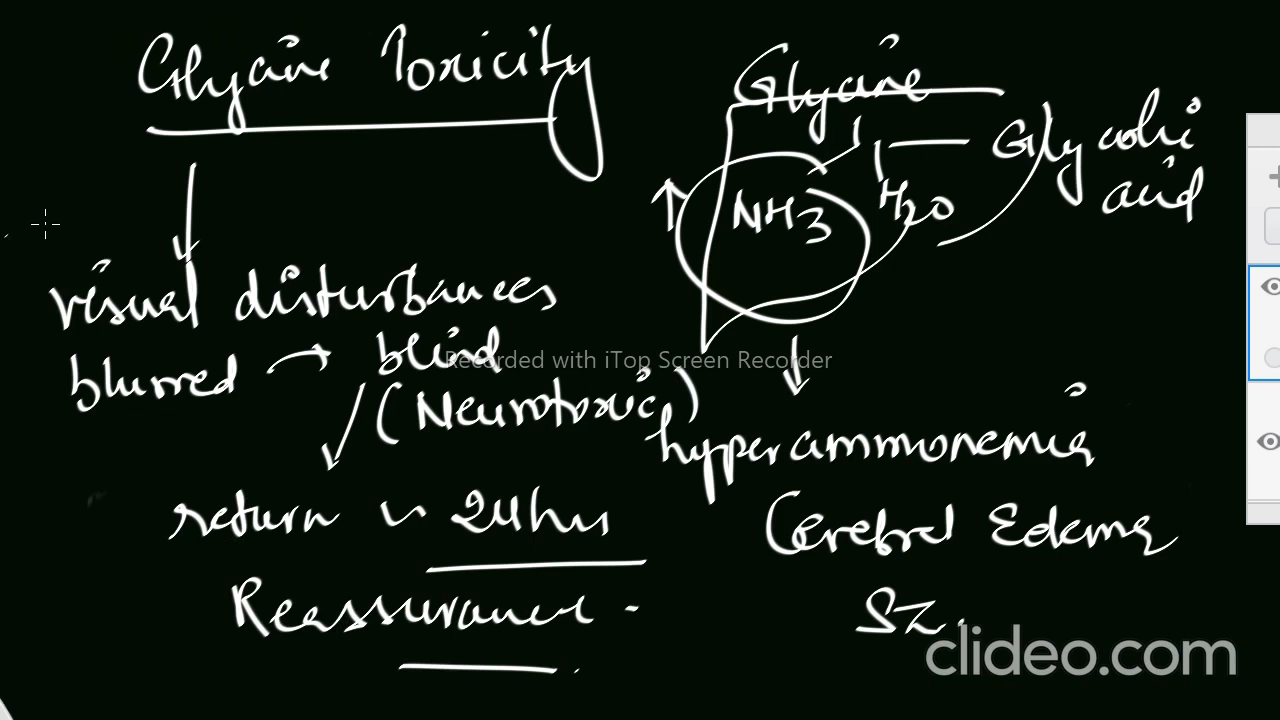 Glycine Toxicity
visual disturbances
blurred → blind
(Neurotoxic)
return in 24hrs
Reassurance -
Glycine
↑ NH3 H2O — Glycolic
acid
hyperammonemia
Cerebral Edema
SZ.
Recorded with iTop Screen Recorder
clideo.com